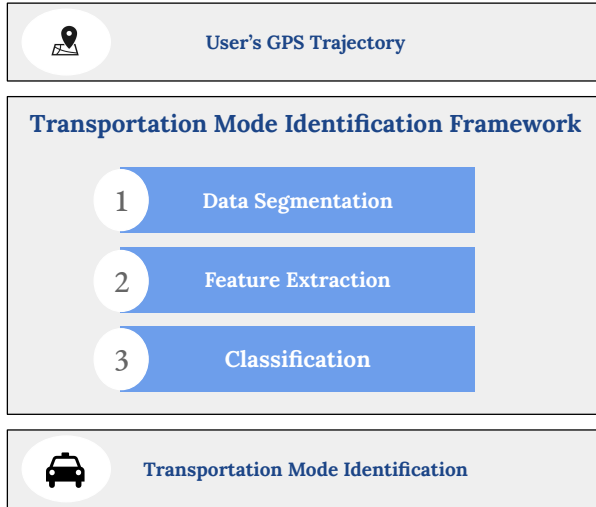 User’s GPS Trajectory
Transportation Mode Identification Framework
1 Data Segmentation
2 Feature Extraction
3 Classification
Transportation Mode Identification